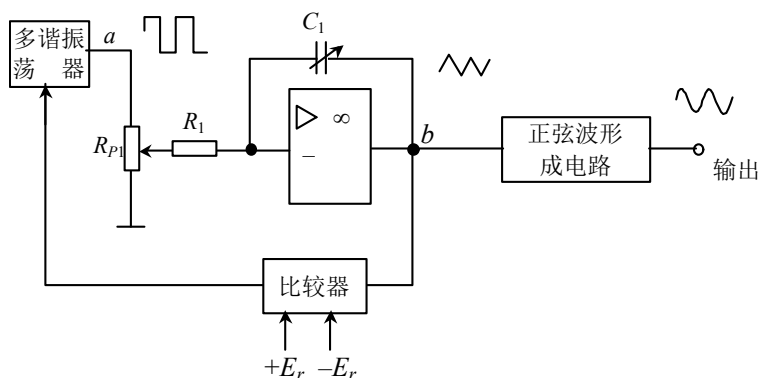 C₁
多谐振
荡 器
a
R₁
R_P1
▷ ∞
−
b
正弦波形
成电路
输出
比较器
+Eᵣ −Eᵣ